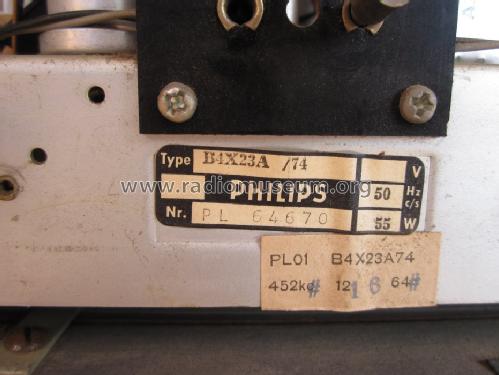 Type B4X23A /74 V
www.radiomuseum.org
PHILIPS 50 Hz c/s
Nr. PL 64670 55 W
PL01 B4X23A74
452kc# 12 1 6 64#